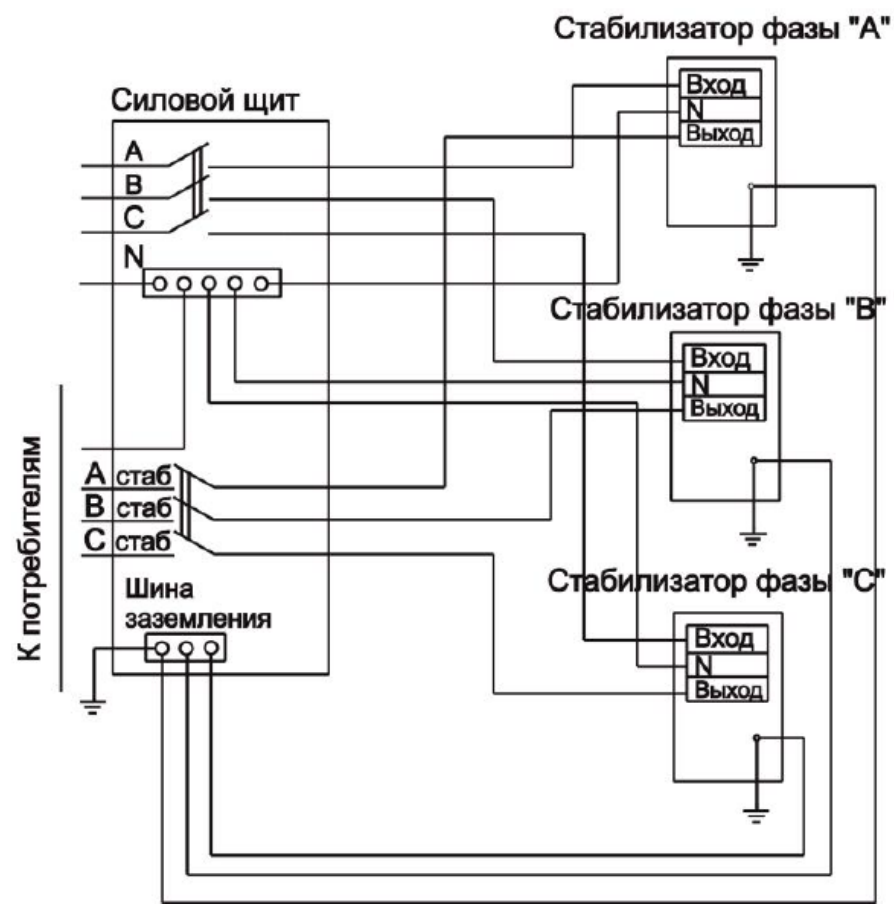 Стабилизатор фазы "А"
Силовой щит
Вход
N
Выход
A
B
C
N
Стабилизатор фазы "В"
Вход
N
Выход
К потребителям
А стаб
В стаб
С стаб
Стабилизатор фазы "С"
Шина
заземления
Вход
N
Выход